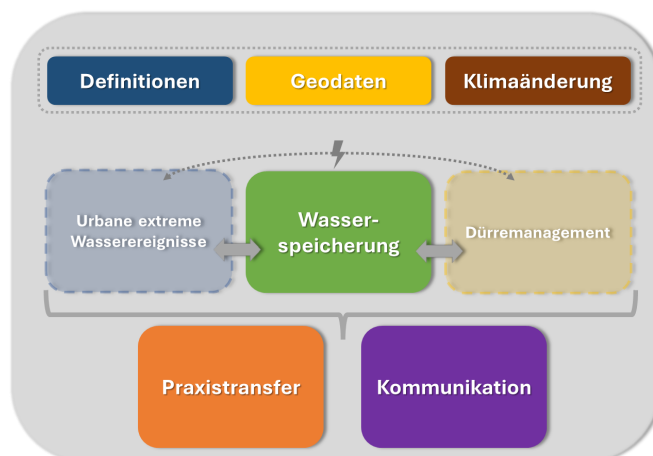 Definitionen
Geodaten
Klimaänderung
Urbane extreme
Wasserereignisse
Wasser-
speicherung
Dürremanagement
Praxistransfer
Kommunikation